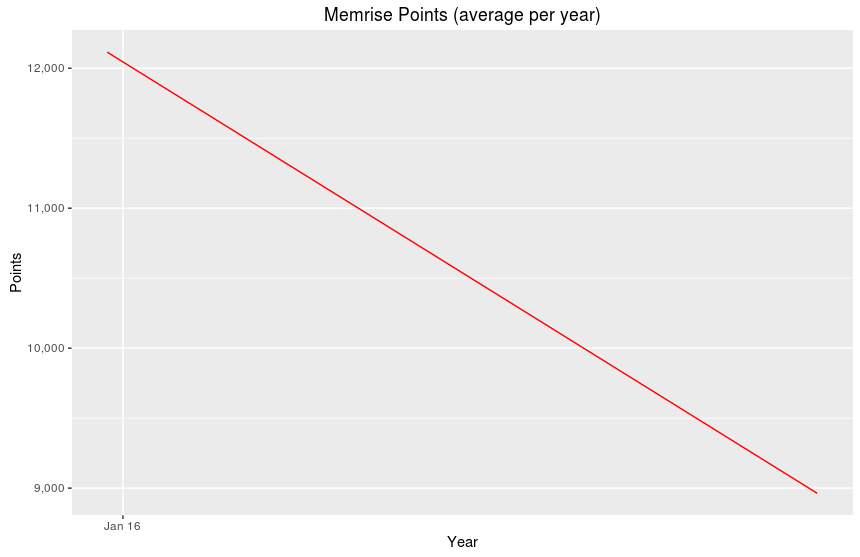 Memrise Points (average per year)
12,000
11,000
10,000
9,000
Points
Jan 16
Year